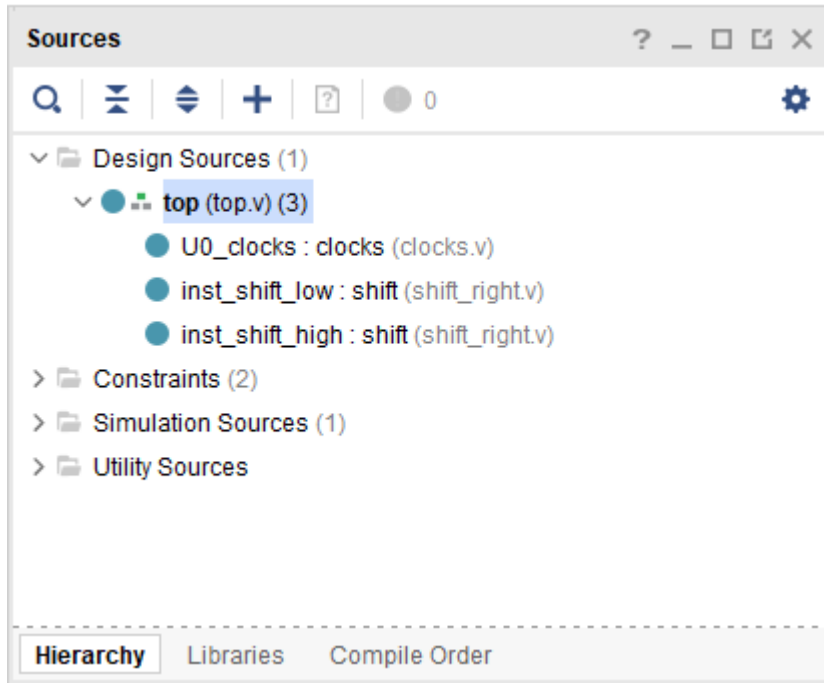 Sources
0
Design Sources (1)
top (top.v) (3)
U0_clocks : clocks (clocks.v)
inst_shift_low : shift (shift_right.v)
inst_shift_high : shift (shift_right.v)
Constraints (2)
Simulation Sources (1)
Utility Sources
Hierarchy Libraries Compile Order